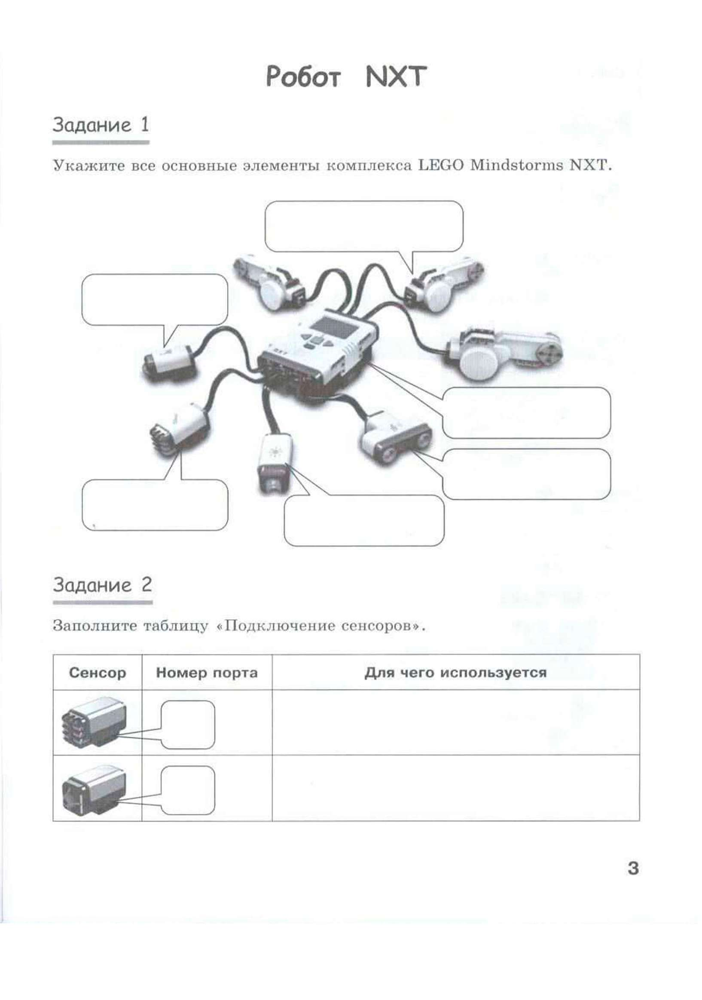 Робот NXT
Задание 1
Укажите все основные элементы комплекса LEGO Mindstorms NXT.
NXT
Задание 2
Заполните таблицу «Подключение сенсоров».
Сенсор Номер порта Для чего используется
3